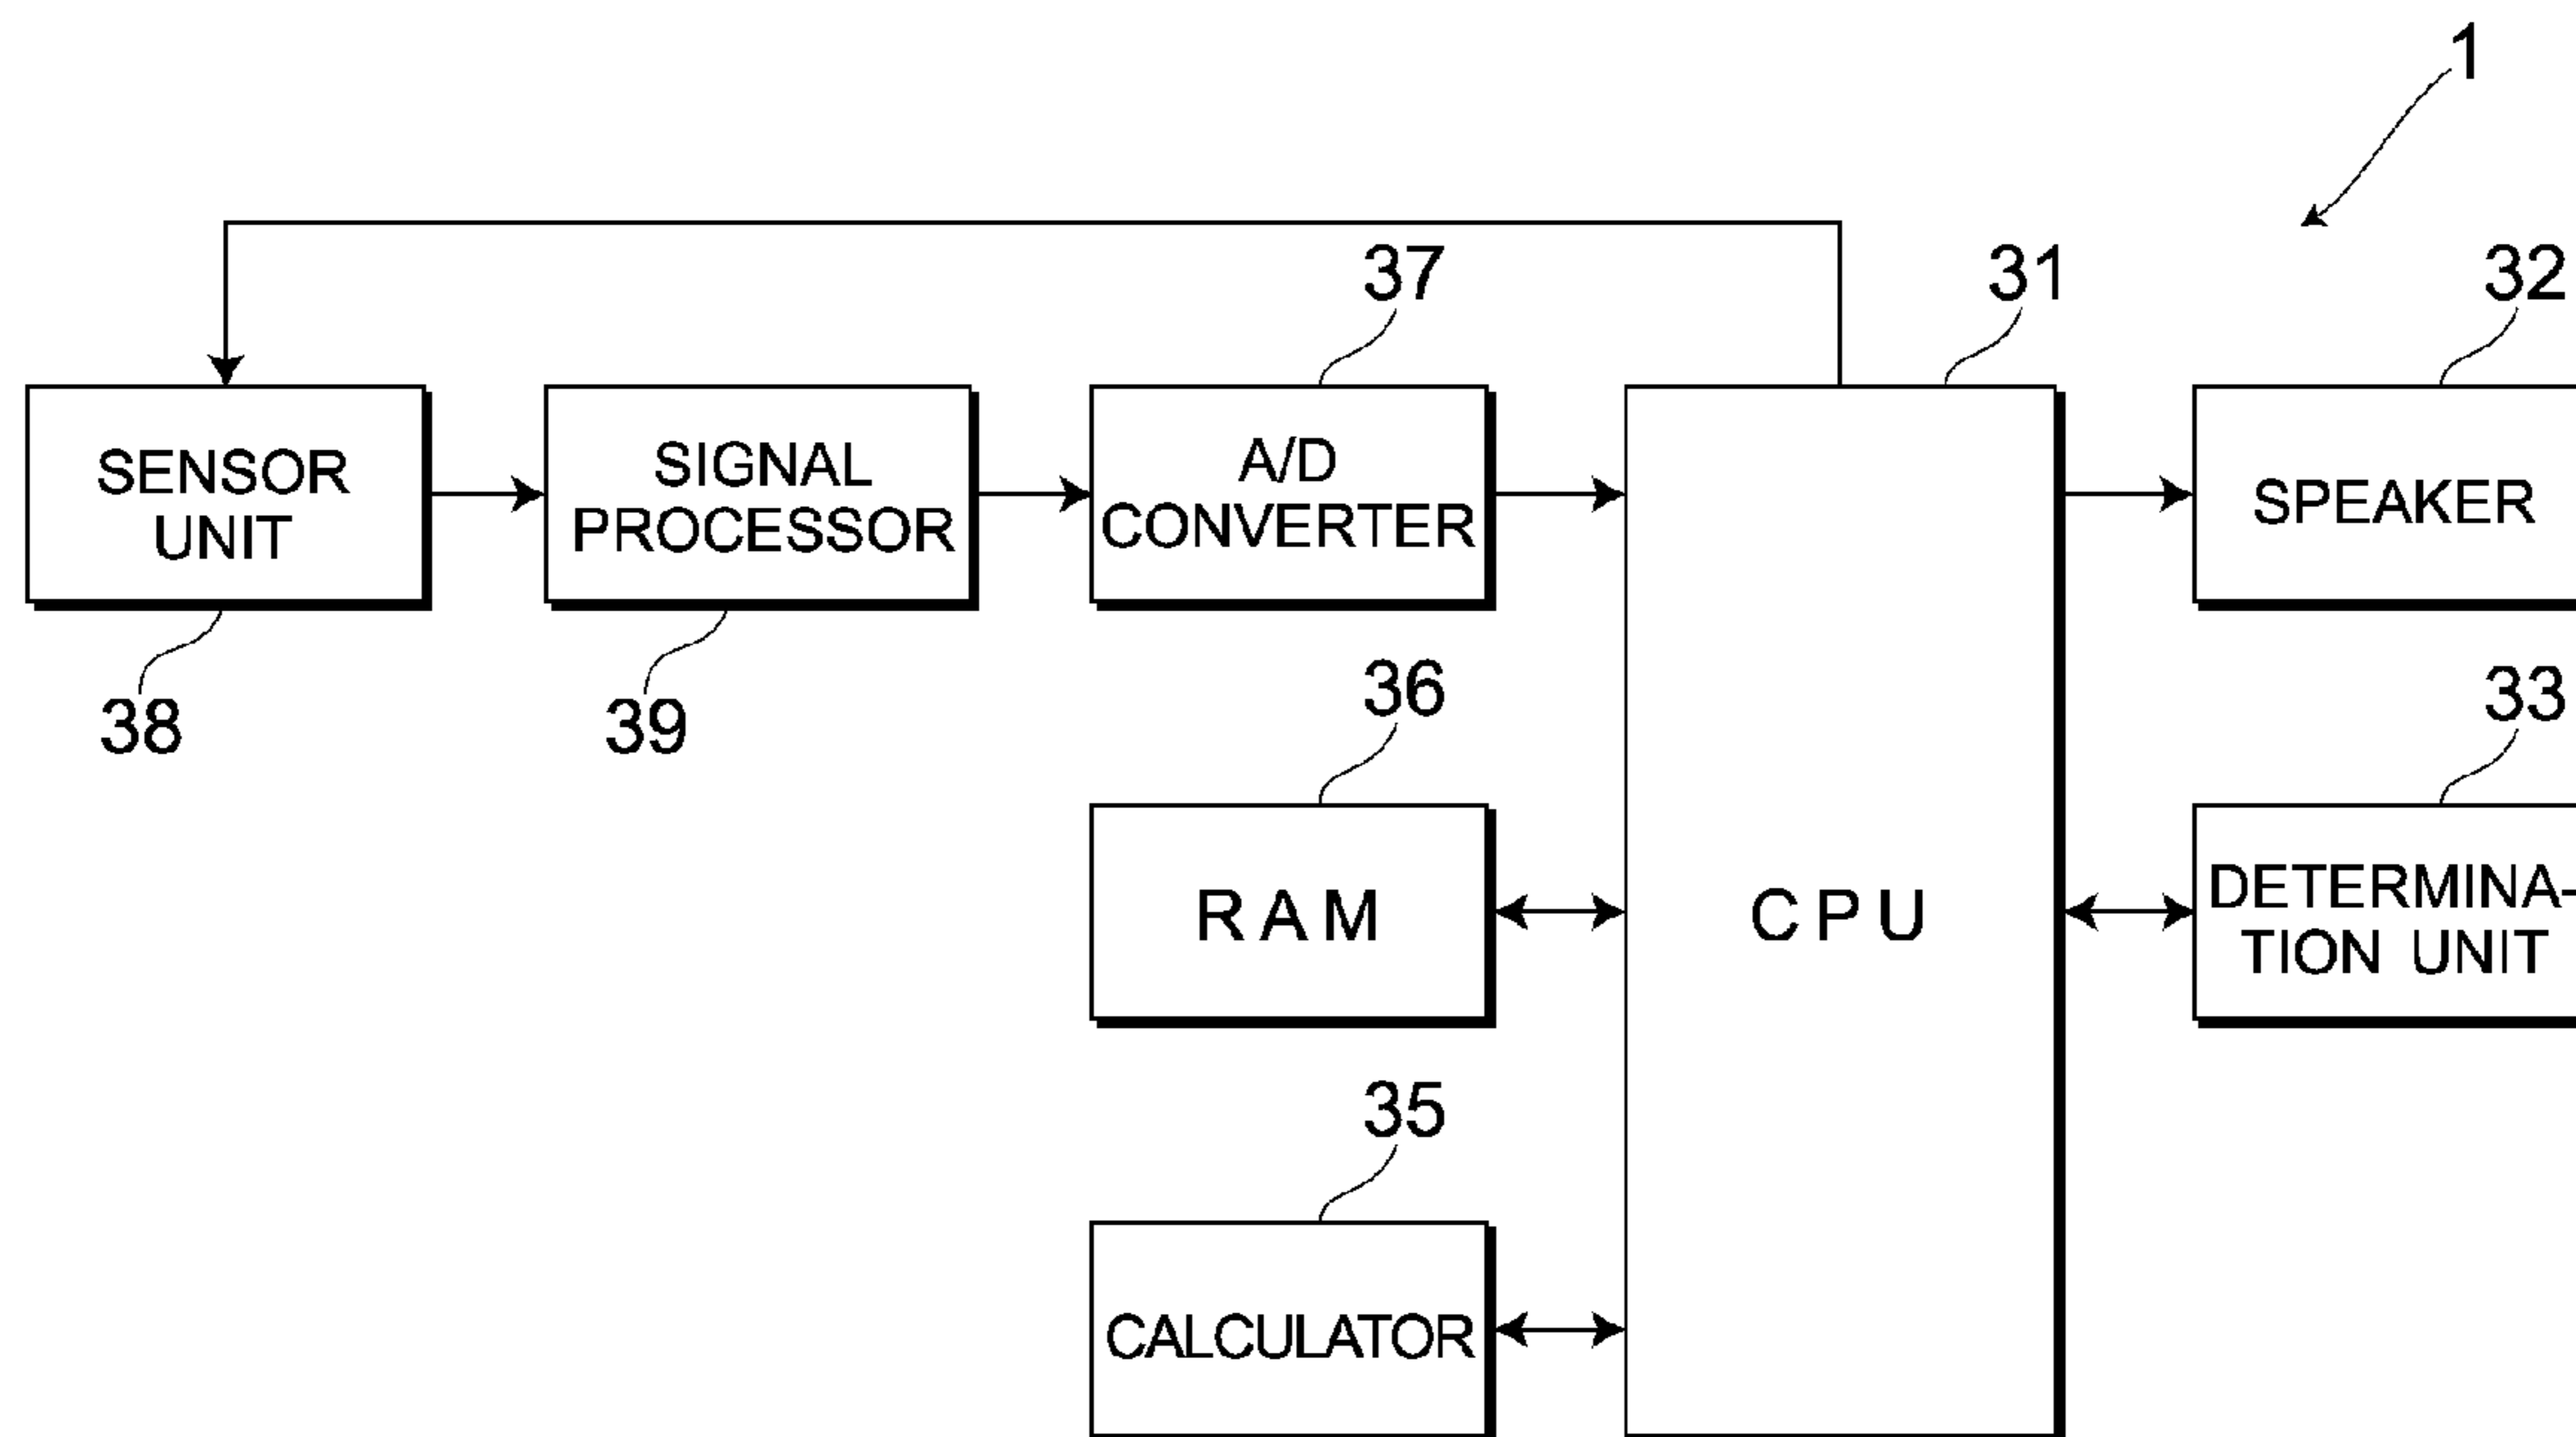 1
37
31
32
SENSOR
UNIT
SIGNAL
PROCESSOR
A/D
CONVERTER
SPEAKER
38
39
36
33
RAM
CPU
DETERMINA-
TION UNIT
35
CALCULATOR